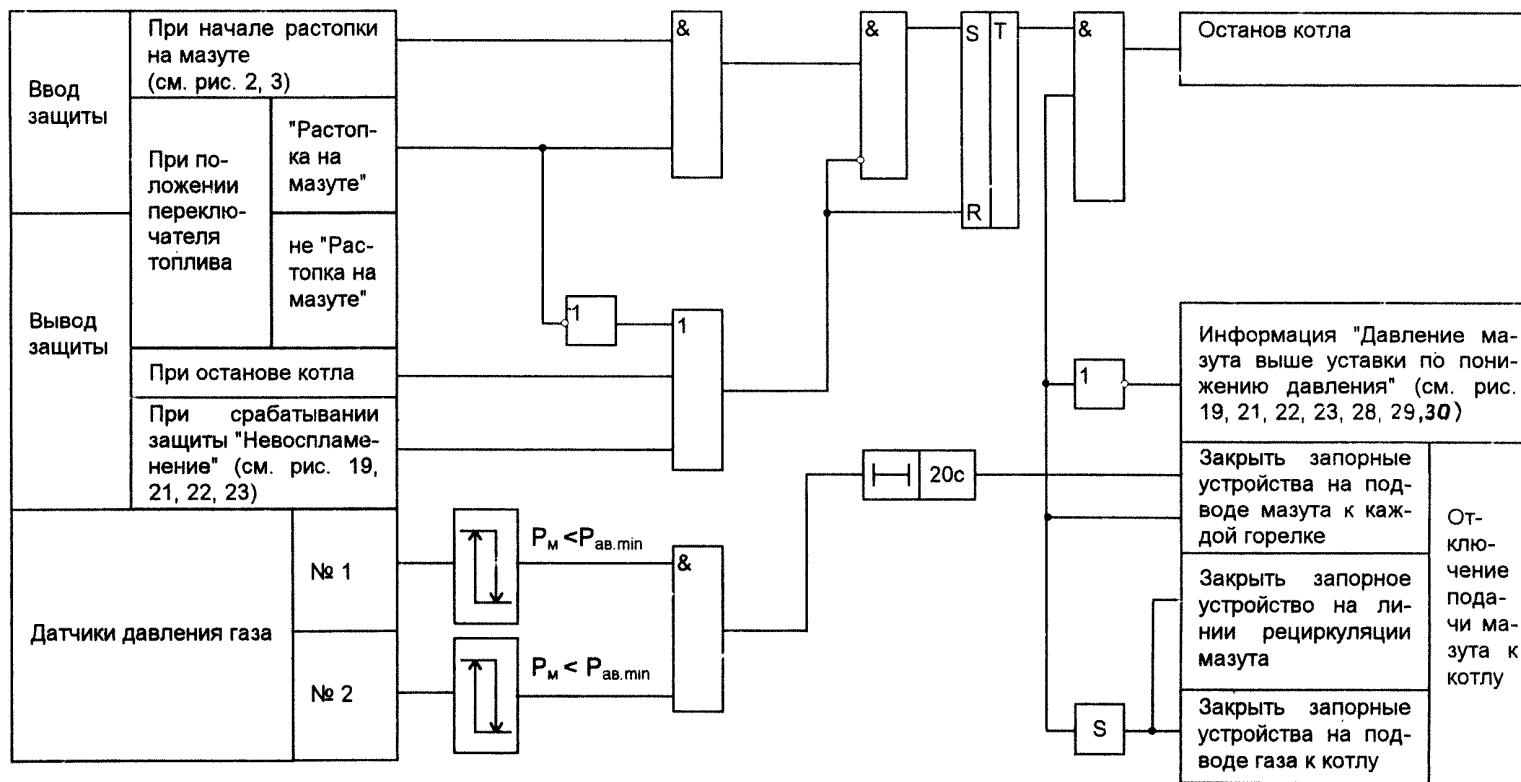 При начале растопки
на мазуте
(см. рис. 2, 3)
Ввод
защиты
При по-
ложении
переклю-
чателя
топлива
"Растоп-
ка на
мазуте"
не "Рас-
топка на
мазуте"
Вывод
защиты
При останове котла
При срабатывании
защиты "Невоспламе-
нение" (см. рис. 19,
21, 22, 23)
Датчики давления газа
№ 1
№ 2
Pм <Pав.min
Pм < Pав.min
&
&
S T
R
&
1
1
&
20с
1
S
Останов котла
Информация "Давление ма-
зута выше уставки по пони-
жению давления" (см. рис.
19, 21, 22, 23, 28, 29,30)
Закрыть запорные
устройства на под-
воде мазута к каж-
дой горелке
Закрыть запорное
устройство на ли-
нии рециркуляции
мазута
Закрыть запорные
устройства на под-
воде газа к котлу
От-
клю-
чение
пода-
чи ма-
зута к
котлу